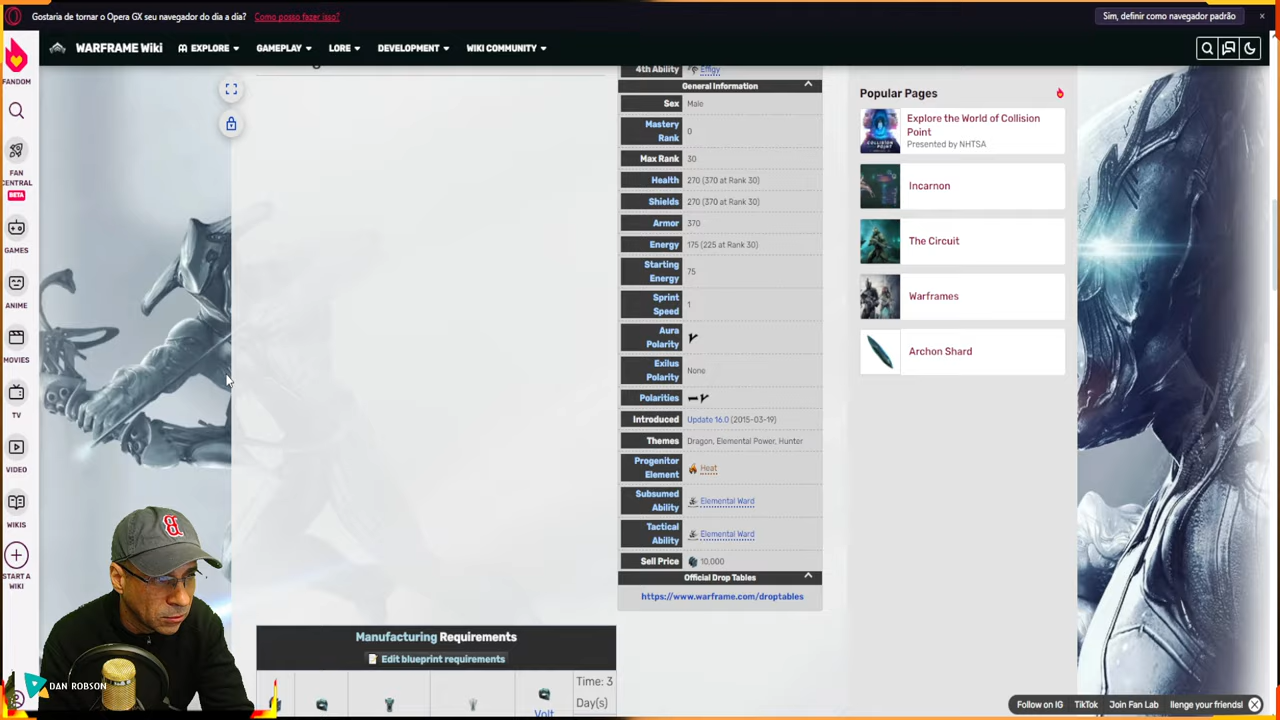 Gostaria de tornar o Opera GX seu navegador do dia a dia? Como posso fazer isso? Sim, definir como navegador padrão
WARFRAME Wiki EXPLORE GAMEPLAY LORE DEVELOPMENT WIKI COMMUNITY
FANDOM
FAN
CENTRAL
BETA
GAMES
ANIME
MOVIES
TV
VIDEO
WIKIS
START A
WIKI
4th Ability Effigy
General Information
Sex Male
Mastery
Rank 0
Max Rank 30
Health 270 (370 at Rank 30)
Shields 270 (370 at Rank 30)
Armor 370
Energy 175 (225 at Rank 30)
Starting
Energy 75
Sprint
Speed 1
Aura
Polarity
Exilus
Polarity None
Polarities
Introduced Update 16.0 (2015-03-19)
Themes Dragon, Elemental Power, Hunter
Progenitor
Element Heat
Subsumed
Ability Elemental Ward
Tactical
Ability Elemental Ward
Sell Price 10,000
Official Drop Tables
https://www.warframe.com/droptables
Manufacturing Requirements
Edit blueprint requirements
Time: 3
Day(s)
Volt
Popular Pages
Explore the World of Collision
Point
Presented by NHTSA
Incarnon
The Circuit
Warframes
Archon Shard
B
DAN ROBSON
Follow on IG TikTok Join Fan Lab llenge your friends!